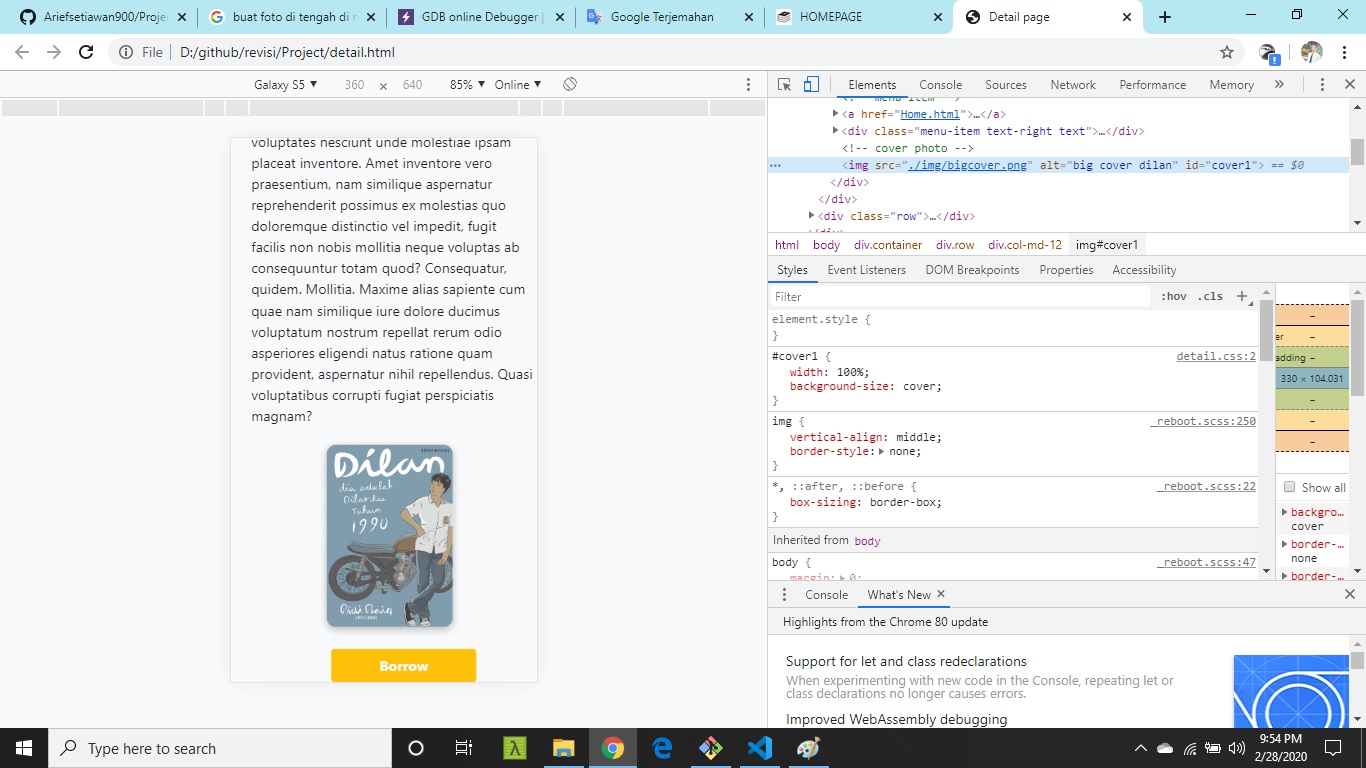 Ariefsetiawan900/Proje
buat foto di tengah di m
GDB online Debugger |
Google Terjemahan
HOMEPAGE
Detail page
File D:/github/revisi/Project/detail.html
Galaxy S5 ▼ 360 × 640 85% ▼ Online ▼
voluptates nesciunt unde molestiae ipsam
placeat inventore. Amet inventore vero
praesentium, nam similique aspernatur
reprehenderit possimus ex molestias quo
doloremque distinctio vel impedit, fugit
facilis non nobis mollitia neque voluptas ab
consequuntur totam quod? Consequatur,
quidem. Mollitia. Maxime alias sapiente cum
quae nam similique iure dolore ducimus
voluptatum nostrum repellat rerum odio
asperiores eligendi natus ratione quam
provident, aspernatur nihil repellendus. Quasi
voluptatibus corrupti fugiat perspiciatis
magnam?
Dilan
dia adalah
Dilanku
Tahun
1990
Pidi Baiq
Borrow
Elements Console Sources Network Performance Memory »
<!-- menu-item -->
<a href="Home.html">…</a>
<div class="menu-item text-right text">…</div>
<!-- cover photo -->
<img src="./img/bigcover.png" alt="big cover dilan" id="cover1"> == $0
</div>
</div>
<div class="row">…</div>
</div>
html body div.container div.row div.col-md-12 img#cover1
Styles Event Listeners DOM Breakpoints Properties Accessibility
Filter :hov .cls +
element.style {
}
#cover1 { detail.css:2
width: 100%;
background-size: cover;
}
img { _reboot.scss:250
vertical-align: middle;
border-style: none;
}
*, ::after, ::before { _reboot.scss:22
box-sizing: border-box;
}
Inherited from body
body { _reboot.scss:47
margin: 0;
–
er –
adding –
330 × 104.031
–
–
–
Show all
backgro…
cover
border-…
none
border-…
Console What's New ×
Highlights from the Chrome 80 update
Support for let and class redeclarations
When experimenting with new code in the Console, repeating let or
class declarations no longer causes errors.
Improved WebAssembly debugging
Type here to search
9:54 PM
2/28/2020